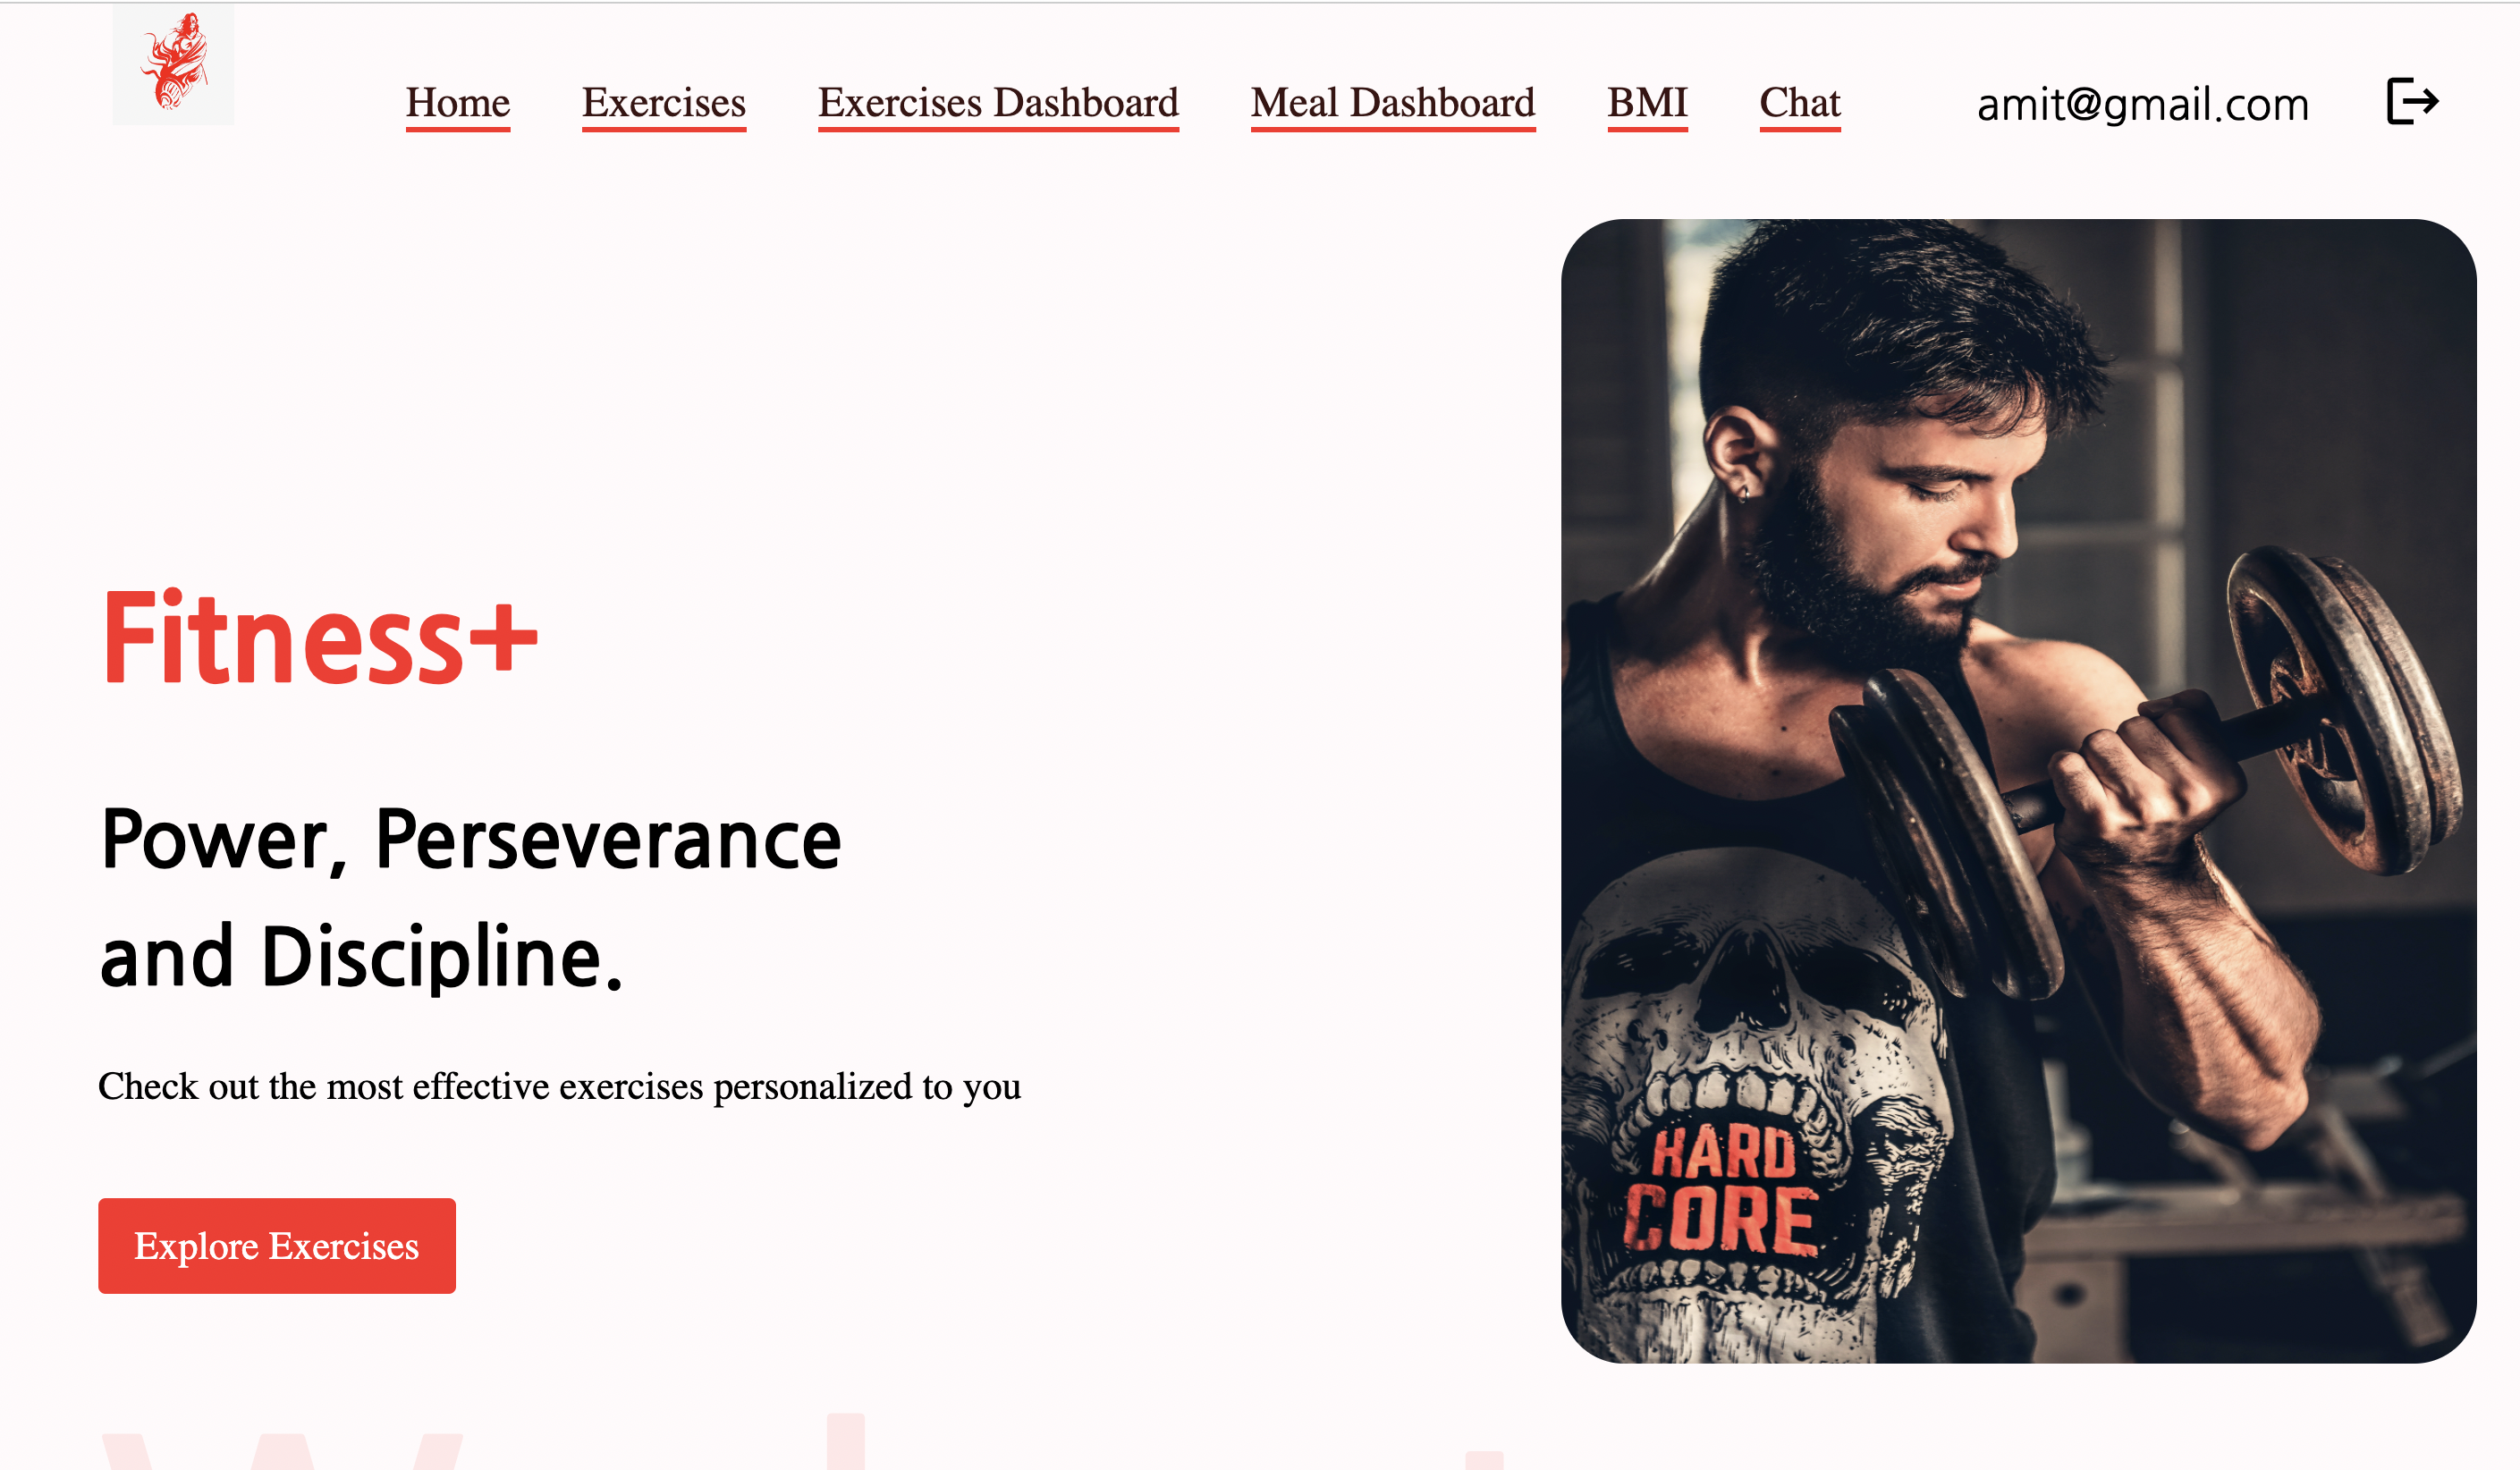 Home Exercises Exercises Dashboard Meal Dashboard BMI Chat amit@gmail.com
Fitness+
Power, Perseverance
and Discipline.
Check out the most effective exercises personalized to you
Explore Exercises
HARD
CORE